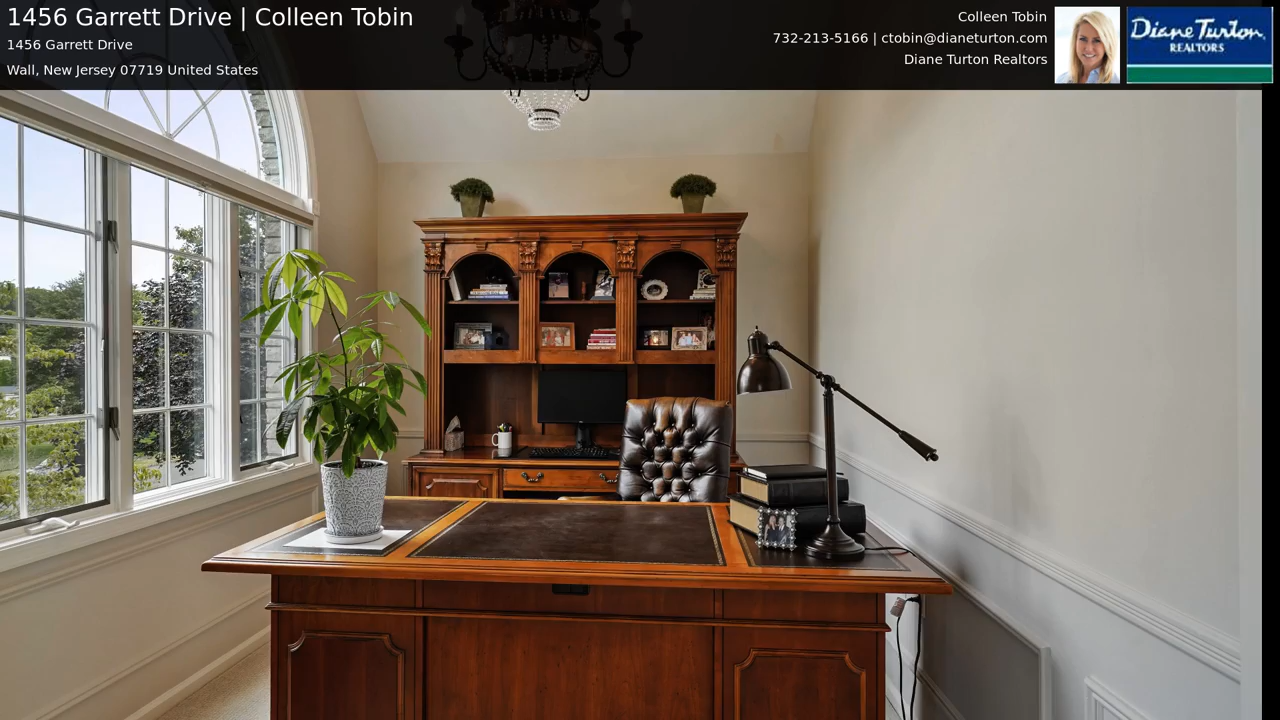 1456 Garrett Drive | Colleen Tobin
1456 Garrett Drive
Wall, New Jersey 07719 United States
Colleen Tobin
732-213-5166 | ctobin@dianeturton.com
Diane Turton Realtors
Diane Turton,
REALTORS